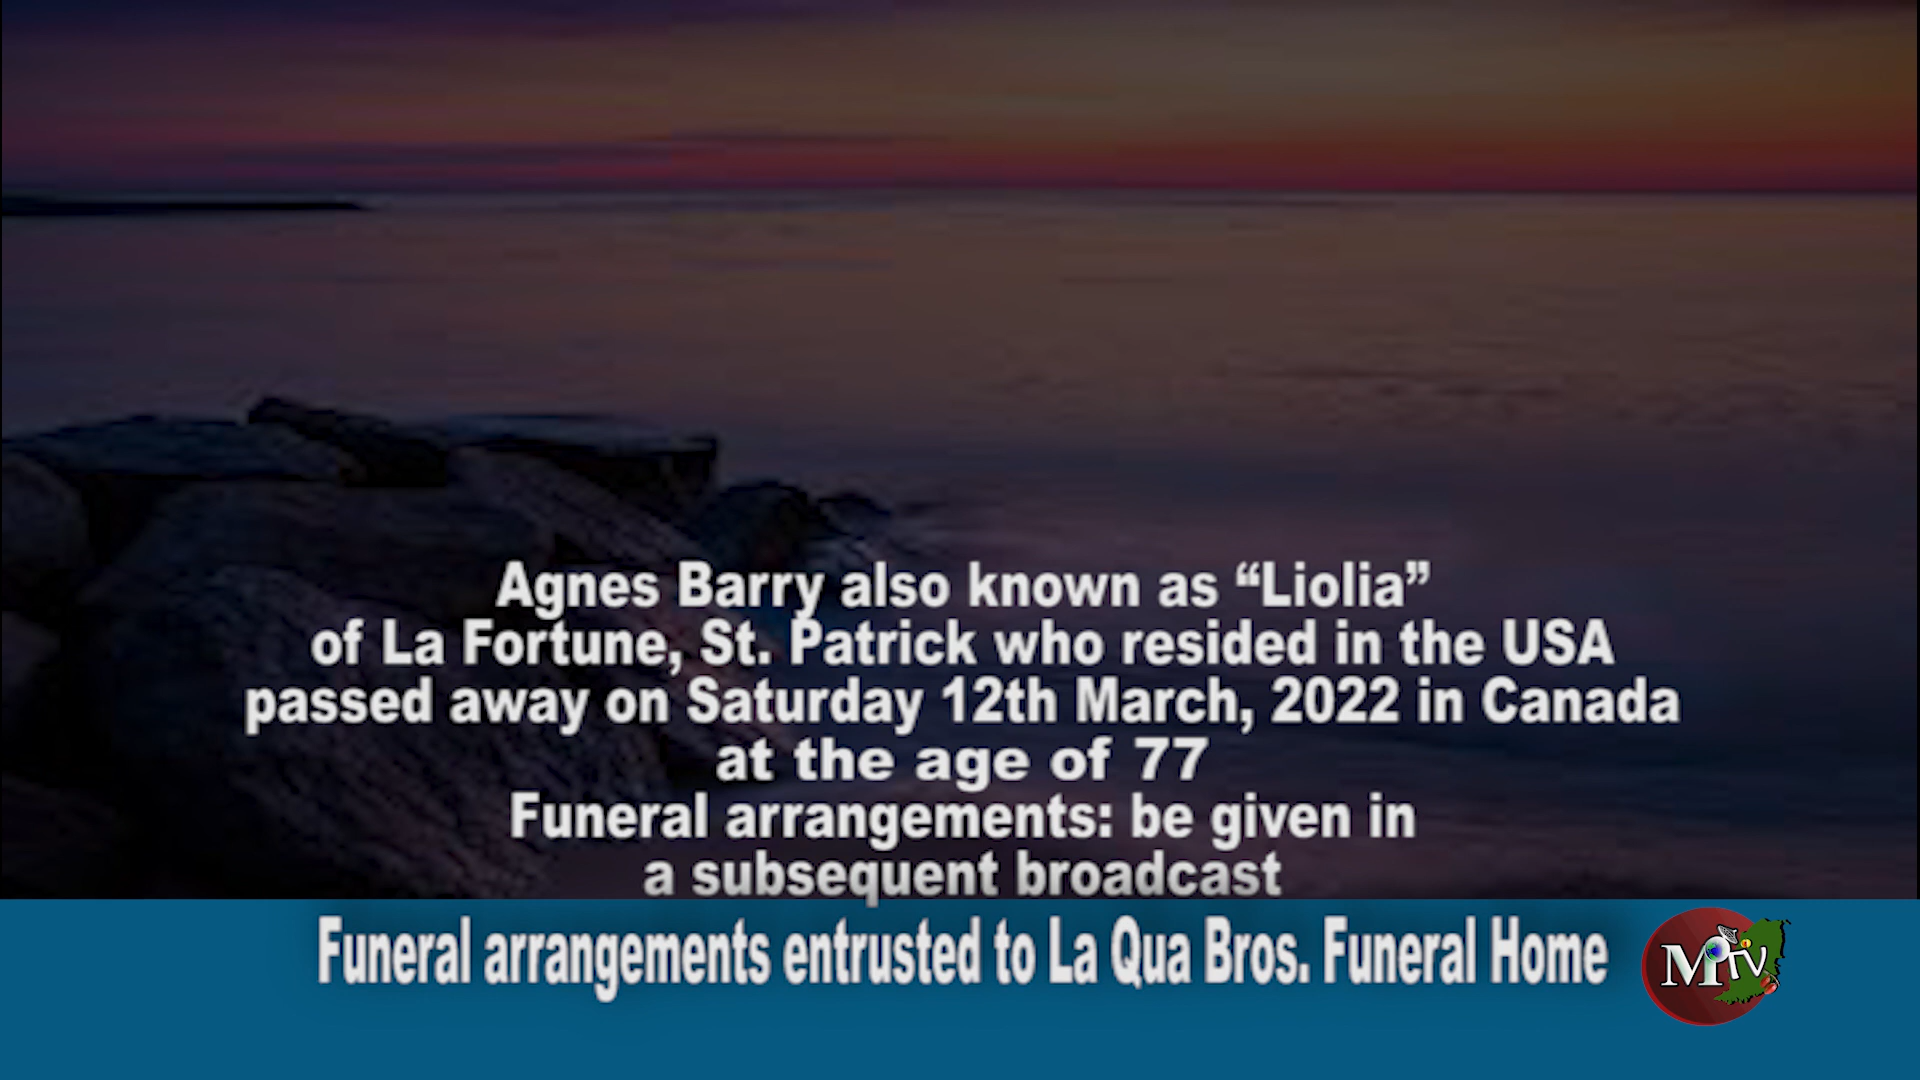 Agnes Barry also known as “Liolia”
of La Fortune, St. Patrick who resided in the USA
passed away on Saturday 12th March, 2022 in Canada
at the age of 77
Funeral arrangements: be given in
a subsequent broadcast
Funeral arrangements entrusted to La Qua Bros. Funeral Home
MTV